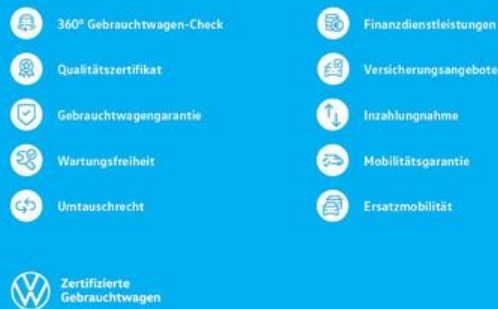 360° Gebrauchtwagen-Check
Qualitätszertifikat
Gebrauchtwagengarantie
Wartungsfreiheit
Umtauschrecht
Finanzdienstleistungen
Versicherungsangebote
Inzahlungnahme
Mobilitätsgarantie
Ersatzmobilität
Zertifizierte
Gebrauchtwagen